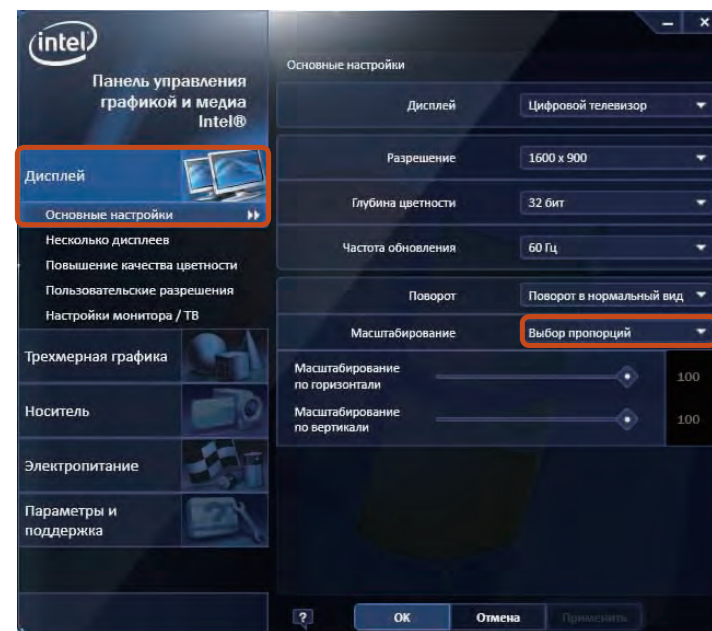 intel
Панель управления
графикой и медиа
Intel®
Дисплей
Основные настройки
Несколько дисплеев
Повышение качества цветности
Пользовательские разрешения
Настройки монитора / ТВ
Трехмерная графика
Носитель
Электропитание
Параметры и
поддержка
Основные настройки
Дисплей
Цифровой телевизор
Разрешение
1600 x 900
Глубина цветности
32 бит
Частота обновления
60 Гц
Поворот
Поворот в нормальный вид
Масштабирование
Выбор пропорций
Масштабирование
по горизонтали
100
Масштабирование
по вертикали
100
?
ОК
Отмена
Применить